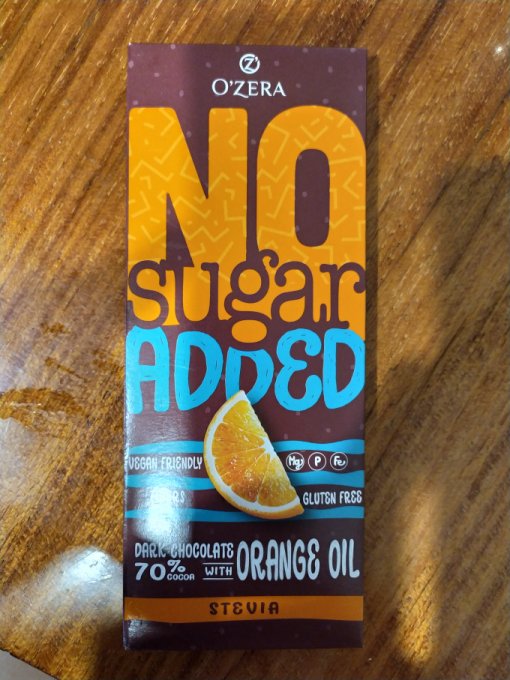 O'ZERA
NO
sugar
ADDED
VEGAN FRIENDLY
Mg P Fe
GLUTEN FREE
DARK CHOCOLATE
70% COCOA
WITH ORANGE OIL
STEVIA